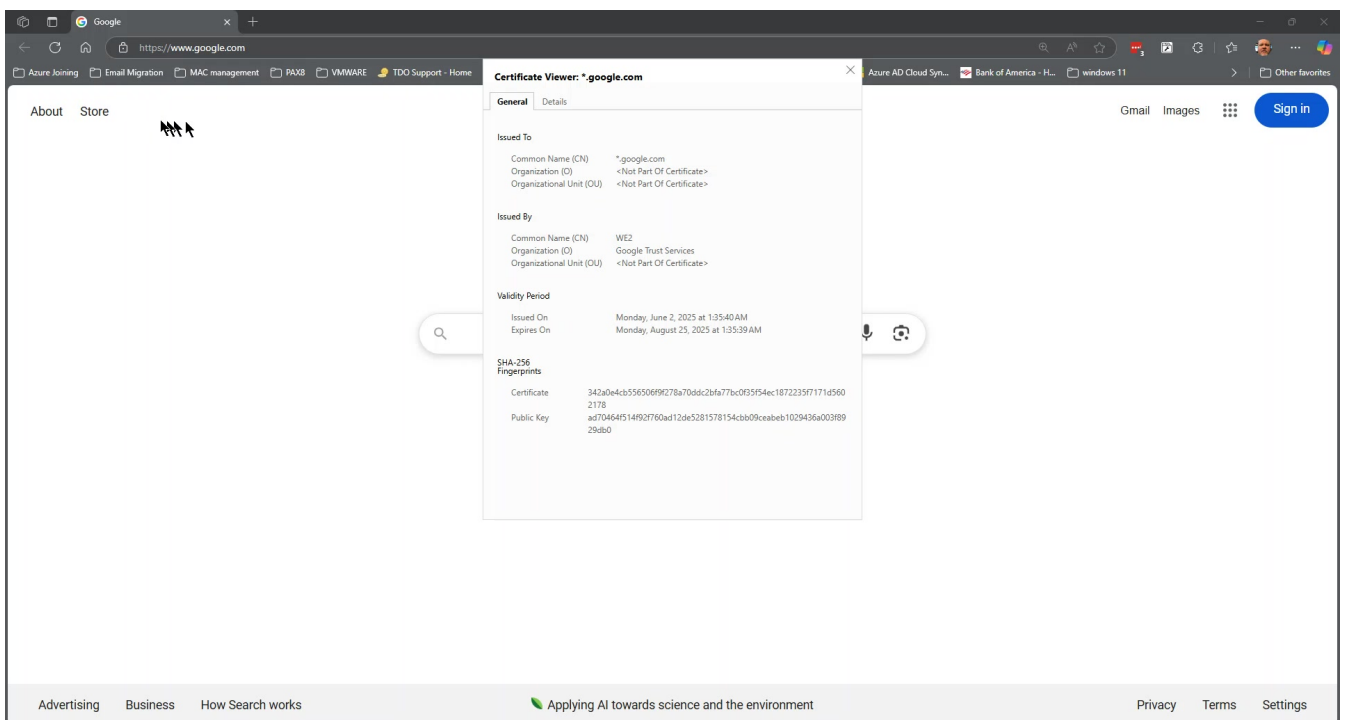 Google
https://www.google.com
Azure Joining Email Migration MAC management PAX8 VMWARE TDO Support - Home Azure AD Cloud Syn... Bank of America - H... windows 11 Other favorites
Certificate Viewer: *.google.com
General Details
About Store
Gmail Images Sign in
Issued To
Common Name (CN) *.google.com
Organization (O) <Not Part Of Certificate>
Organizational Unit (OU) <Not Part Of Certificate>
Issued By
Common Name (CN) WE2
Organization (O) Google Trust Services
Organizational Unit (OU) <Not Part Of Certificate>
Validity Period
Issued On Monday, June 2, 2025 at 1:35:40 AM
Expires On Monday, August 25, 2025 at 1:35:39 AM
SHA-256
Fingerprints
Certificate 342a0e4cb556506f9f278a70ddc2bfa77bc0f35f54ec1872235f7171d560
2178
Public Key ad70464f514f92f760ad12de5281578154cbb09ceabeb1029436a003f89
29db0
Advertising Business How Search works Applying AI towards science and the environment Privacy Terms Settings